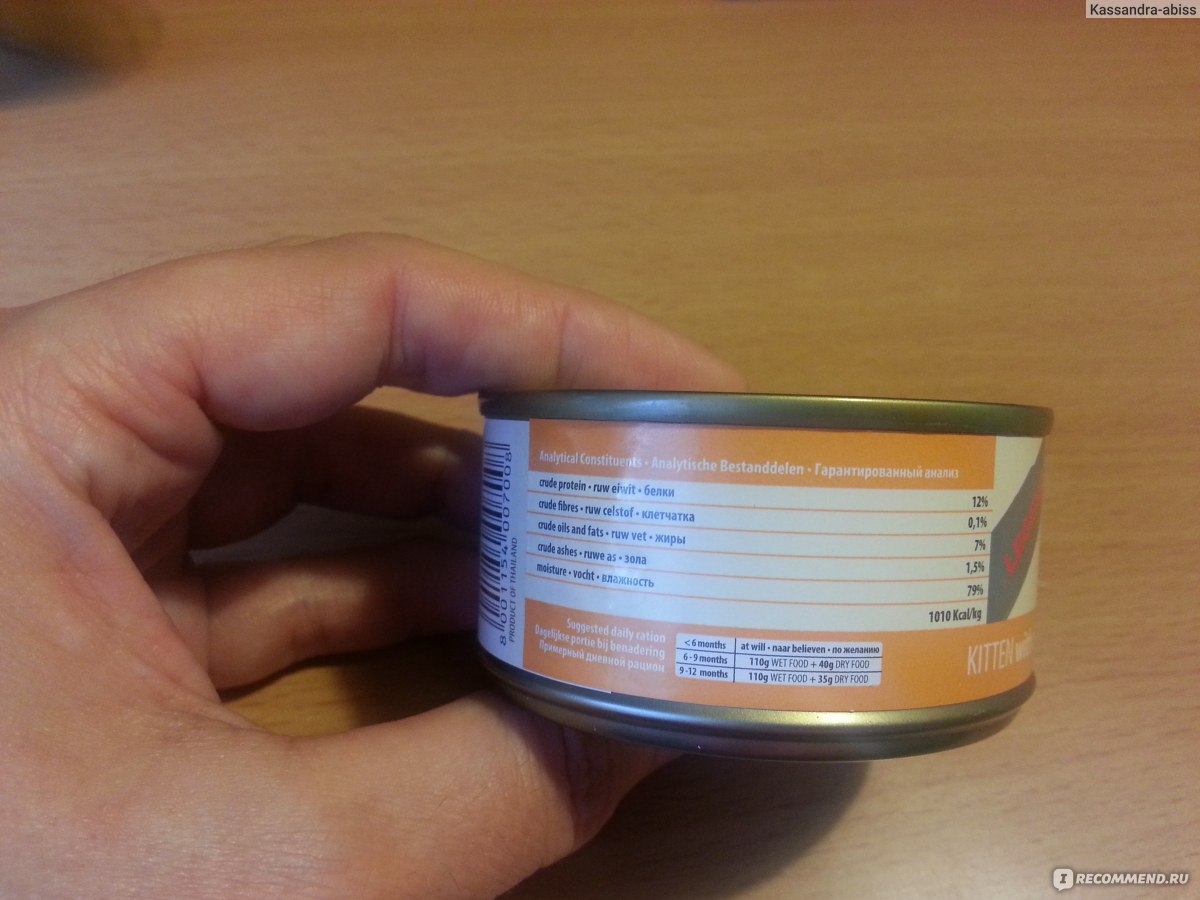 Kassandra-abiss
Analytical Constituents • Analytische Bestanddelen • Гарантированный анализ
crude protein • ruw eiwit • белки 12%
crude fibres • ruw celstof • клетчатка 0,1%
crude oils and fats • ruw vet • жиры 7%
crude ashes • ruwe as • зола 1,5%
moisture • vocht • влажность 79%
1010 Kcal/kg
Suggested daily ration
Dagelijkse portie bij benadering
Примерный дневной рацион
< 6 months at will • naar believen • по желанию
6 - 9 months 110g WET FOOD + 40g DRY FOOD
9 -12 months 110g WET FOOD + 35g DRY FOOD
KITTEN
8 001154 007008
PRODUCT OF THAILAND
IRECOMMEND.RU